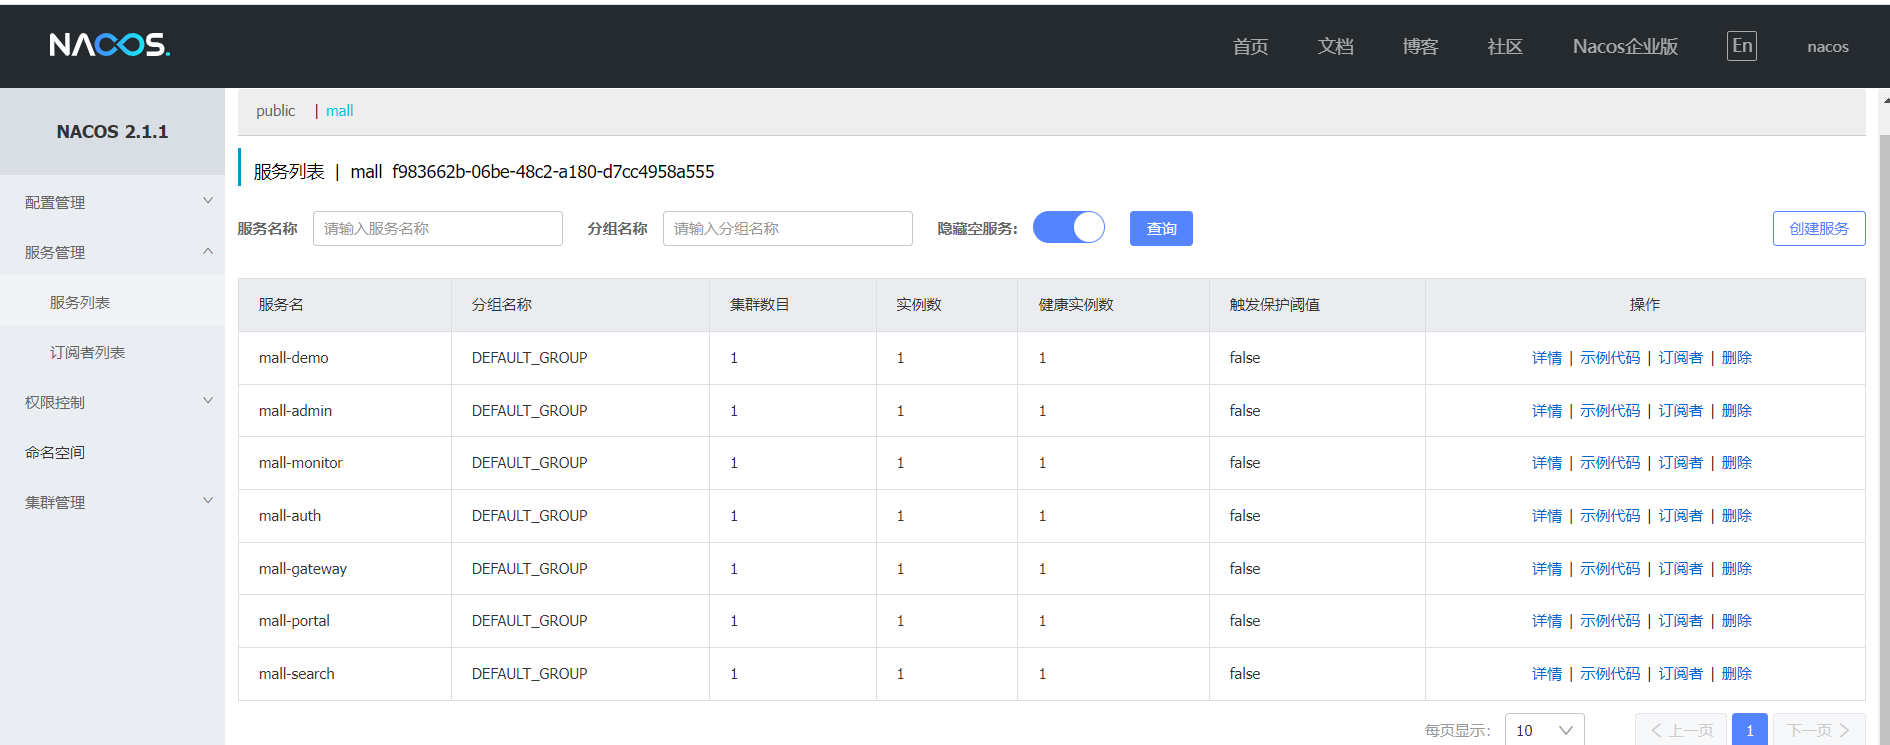 NACOS. 首页 文档 博客 社区 Nacos企业版 En nacos
NACOS 2.1.1
配置管理
服务管理
服务列表
订阅者列表
权限控制
命名空间
集群管理
public | mall
服务列表 | mall f983662b-06be-48c2-a180-d7cc4958a555
服务名称 请输入服务名称 分组名称 请输入分组名称 隐藏空服务: 查询 创建服务
服务名 分组名称 集群数目 实例数 健康实例数 触发保护阈值 操作
mall-demo DEFAULT_GROUP 1 1 1 false 详情 | 示例代码 | 订阅者 | 删除
mall-admin DEFAULT_GROUP 1 1 1 false 详情 | 示例代码 | 订阅者 | 删除
mall-monitor DEFAULT_GROUP 1 1 1 false 详情 | 示例代码 | 订阅者 | 删除
mall-auth DEFAULT_GROUP 1 1 1 false 详情 | 示例代码 | 订阅者 | 删除
mall-gateway DEFAULT_GROUP 1 1 1 false 详情 | 示例代码 | 订阅者 | 删除
mall-portal DEFAULT_GROUP 1 1 1 false 详情 | 示例代码 | 订阅者 | 删除
mall-search DEFAULT_GROUP 1 1 1 false 详情 | 示例代码 | 订阅者 | 删除
每页显示: 10 上一页 1 下一页